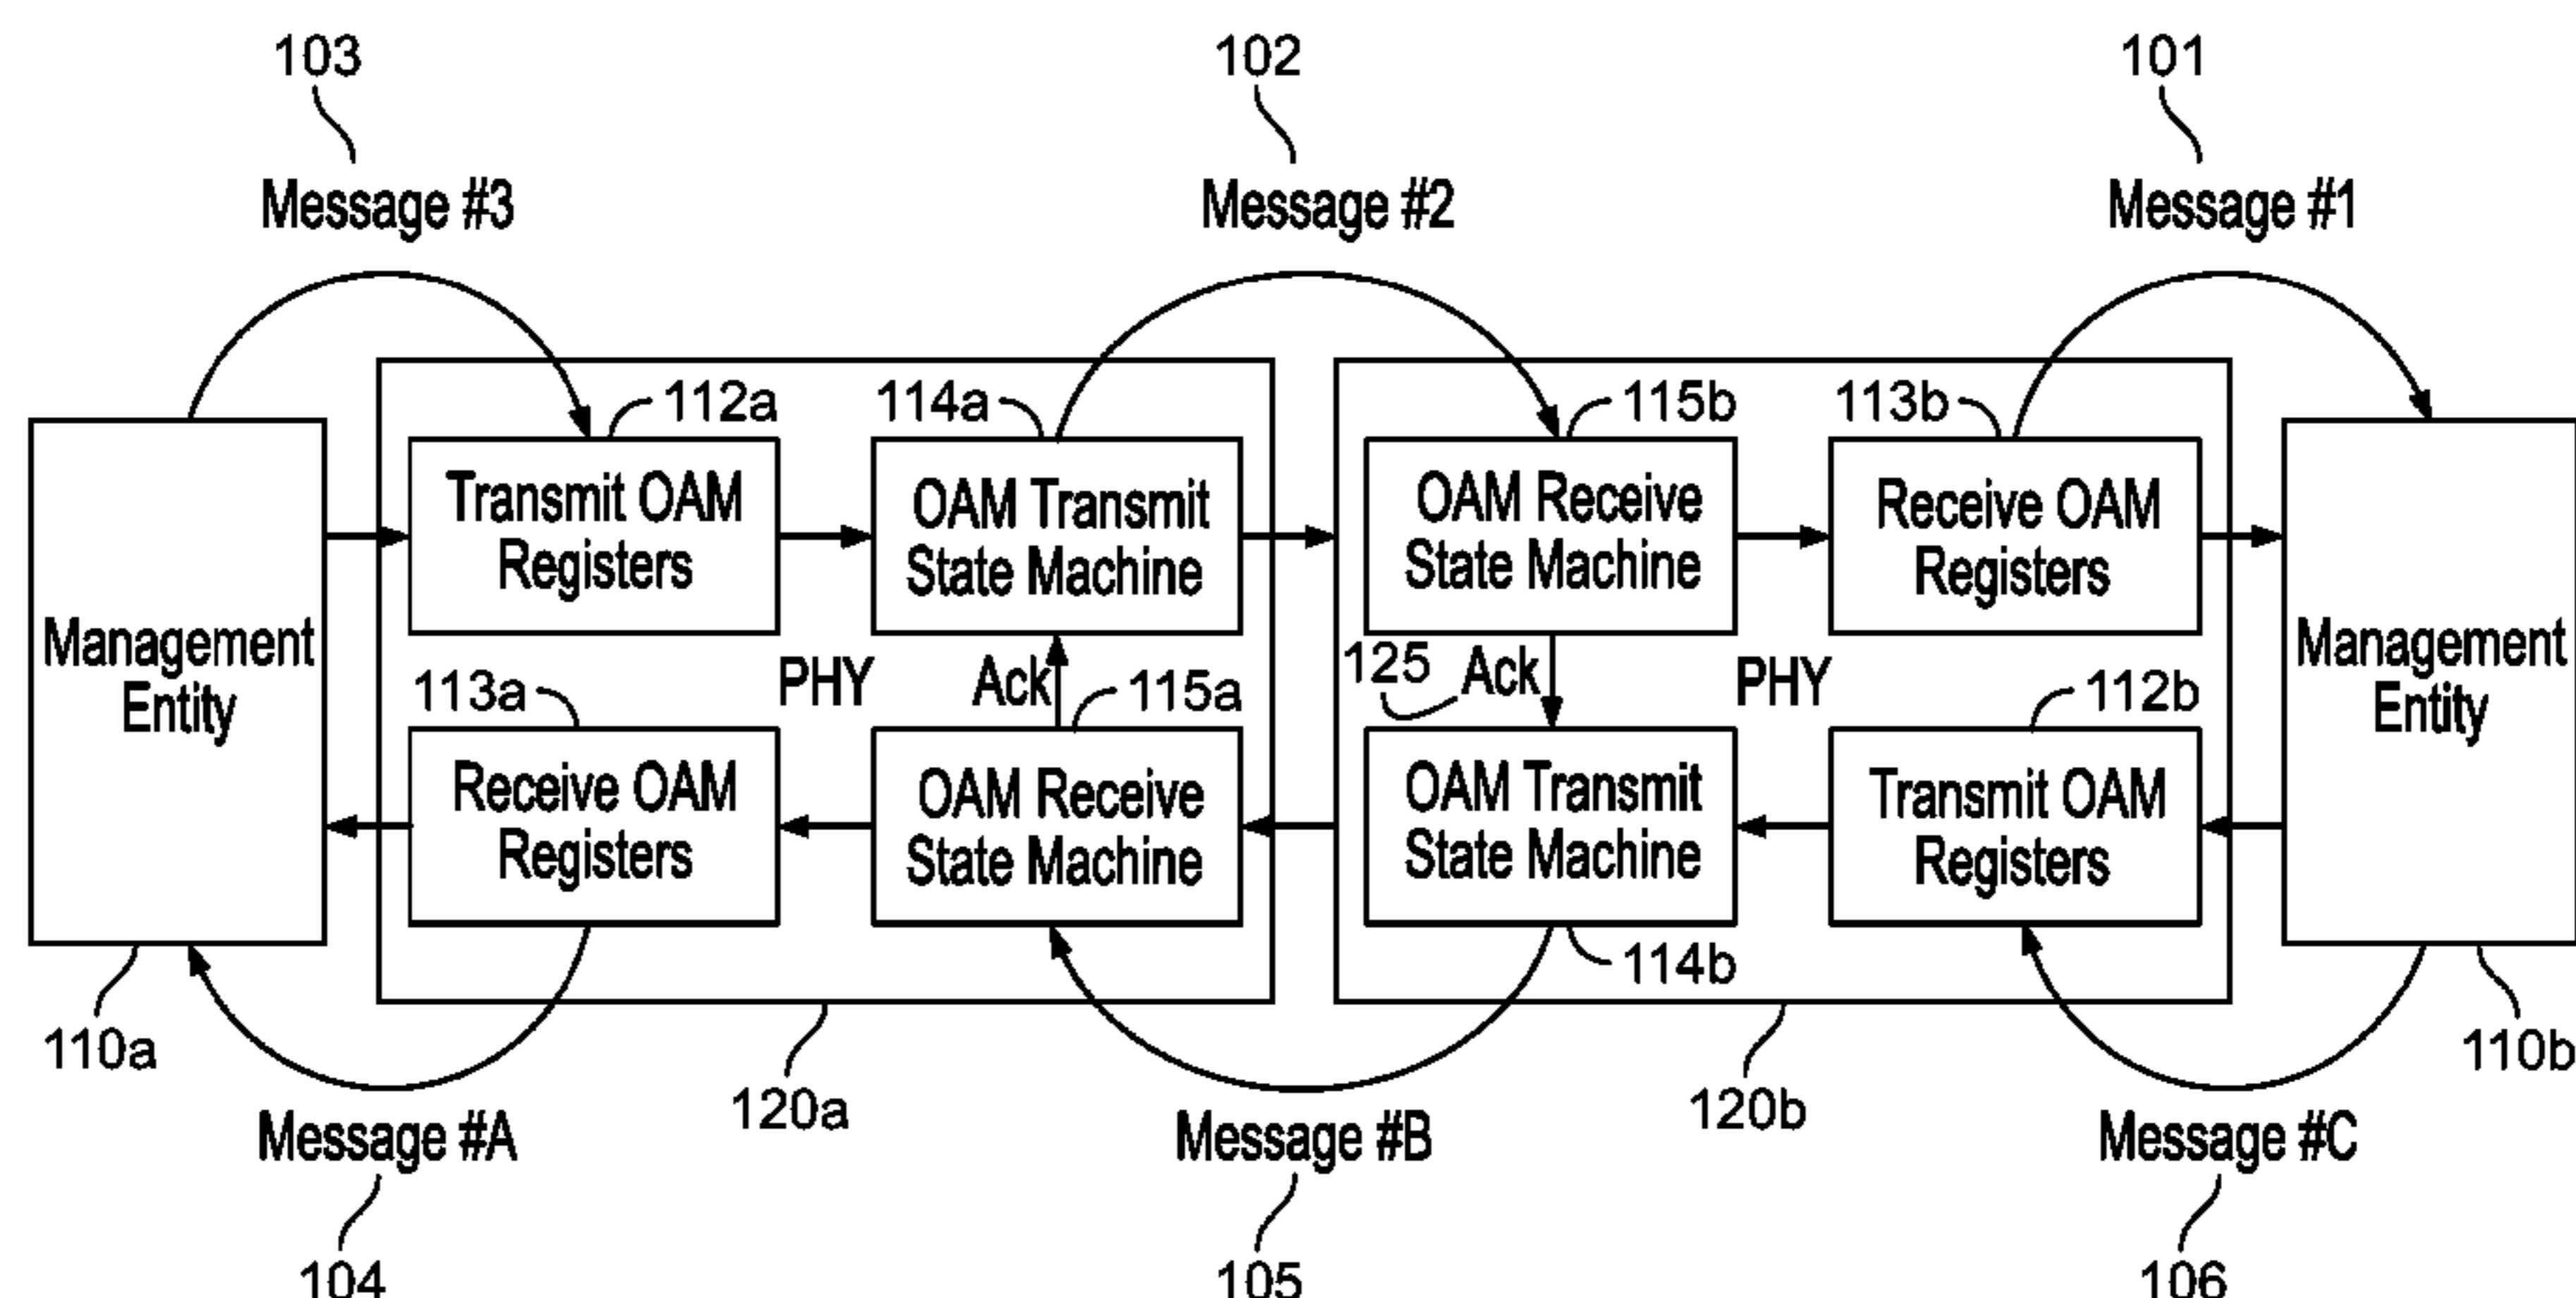 103
102
101
Message #3
Message #2
Message #1
112a
114a
115b
113b
Transmit OAM
Registers
OAM Transmit
State Machine
OAM Receive
State Machine
Receive OAM
Registers
Management
Entity
113a
PHY
Ack
115a
125
Ack
PHY
112b
Management
Entity
Receive OAM
Registers
OAM Receive
State Machine
OAM Transmit
State Machine
Transmit OAM
Registers
114b
110a
120a
120b
110b
Message #A
Message #B
Message #C
104
105
106